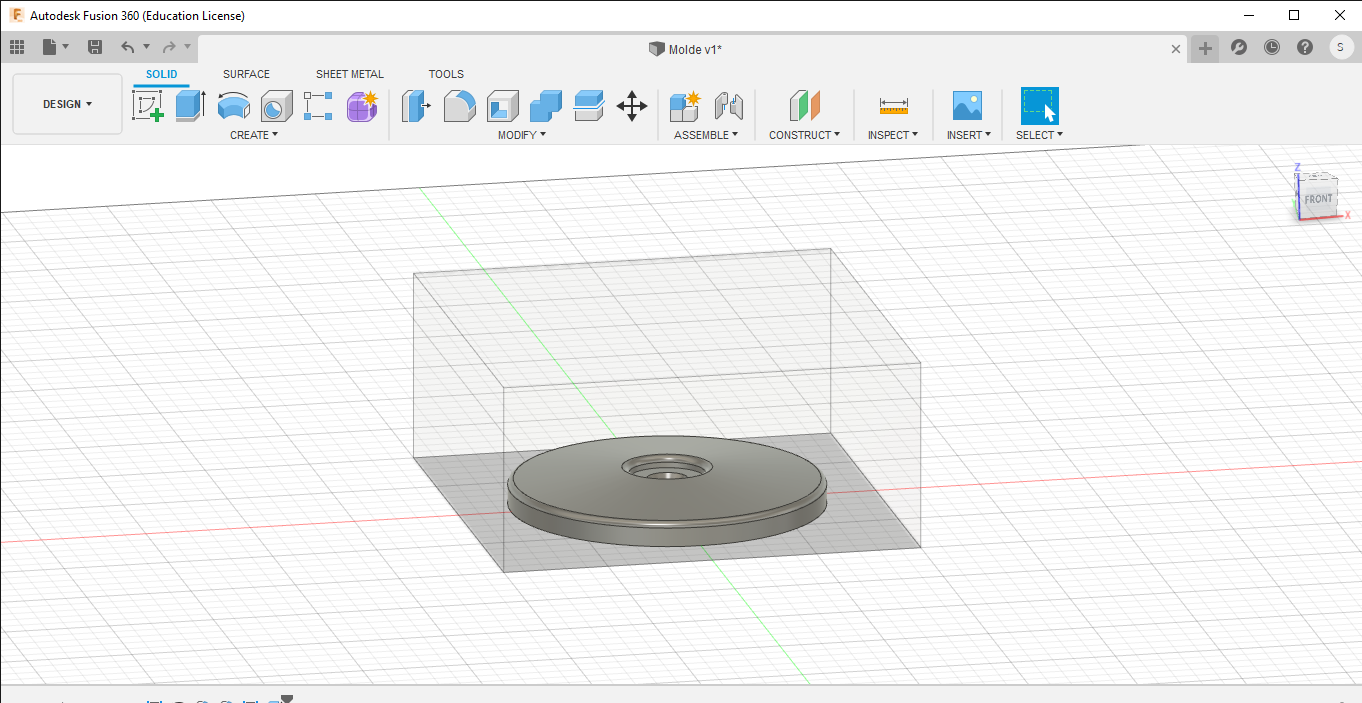 F Autodesk Fusion 360 (Education License)
Molde v1*
S
SOLID SURFACE SHEET METAL TOOLS
DESIGN
CREATE MODIFY ASSEMBLE CONSTRUCT INSPECT INSERT SELECT
Z
FRONT
X